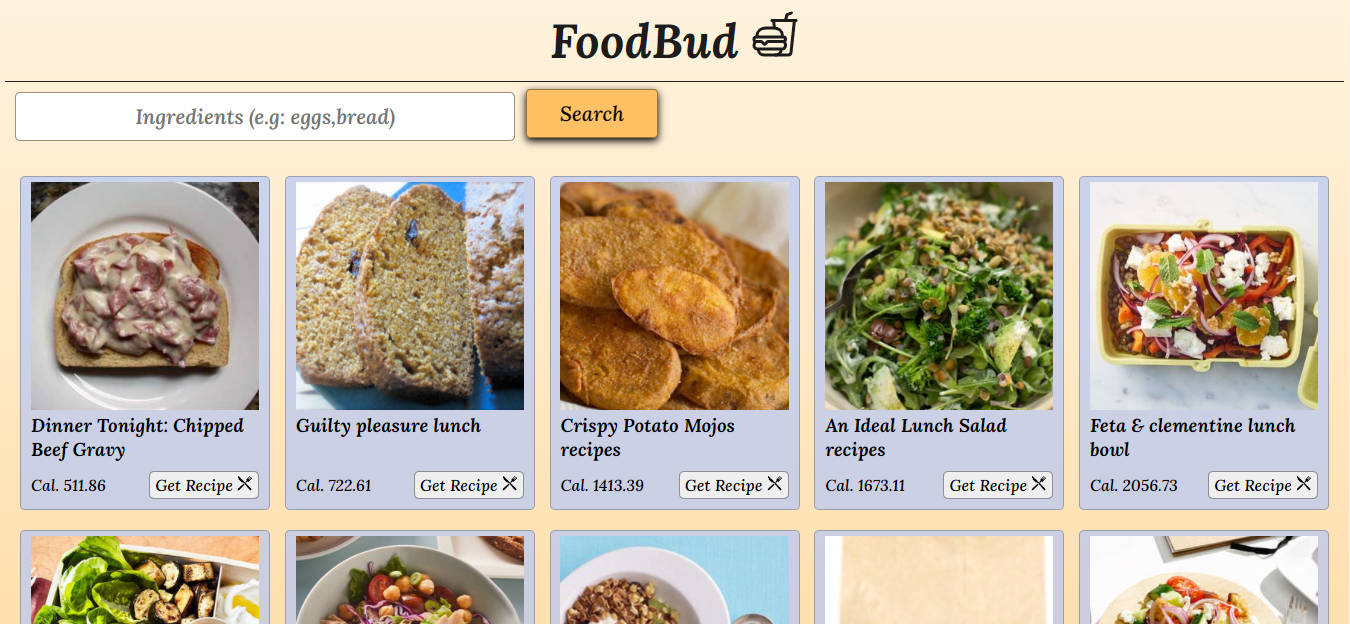 FoodBud
Ingredients (e.g: eggs,bread)
Search
Dinner Tonight: Chipped
Beef Gravy
Cal. 511.86
Get Recipe
Guilty pleasure lunch
Cal. 722.61
Get Recipe
Crispy Potato Mojos
recipes
Cal. 1413.39
Get Recipe
An Ideal Lunch Salad
recipes
Cal. 1673.11
Get Recipe
Feta & clementine lunch
bowl
Cal. 2056.73
Get Recipe